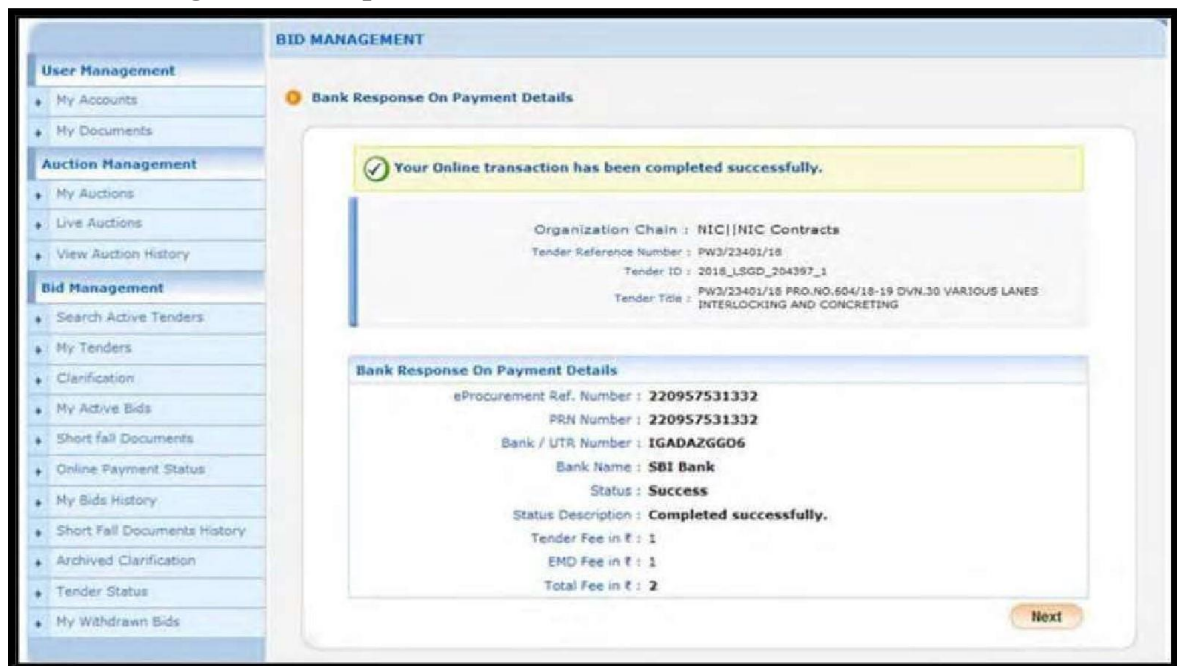 BID MANAGEMENT
User Management
My Accounts
My Documents
Auction Management
My Auctions
Live Auctions
View Auction History
Bid Management
Search Active Tenders
My Tenders
Clarification
My Active Bids
Short fall Documents
Online Payment Status
My Bids History
Short Fall Documents History
Archived Clarification
Tender Status
My Withdrawn Bids
Bank Response On Payment Details
Your Online transaction has been completed successfully.
Organization Chain : NIC||NIC Contracts
Tender Reference Number : PW3/23401/18
Tender ID : 2018_LSGD_204397_1
Tender Title : PW3/23401/18 PRO.NO.604/18-19 DVN.30 VARIOUS LANES
INTERLOCKING AND CONCRETING
Bank Response On Payment Details
eProcurement Ref. Number : 220957531332
PRN Number : 220957531332
Bank / UTR Number : IGADAZGGO6
Bank Name : SBI Bank
Status : Success
Status Description : Completed successfully.
Tender Fee in ₹ : 1
EMD Fee in ₹ : 1
Total Fee in ₹ : 2
Next